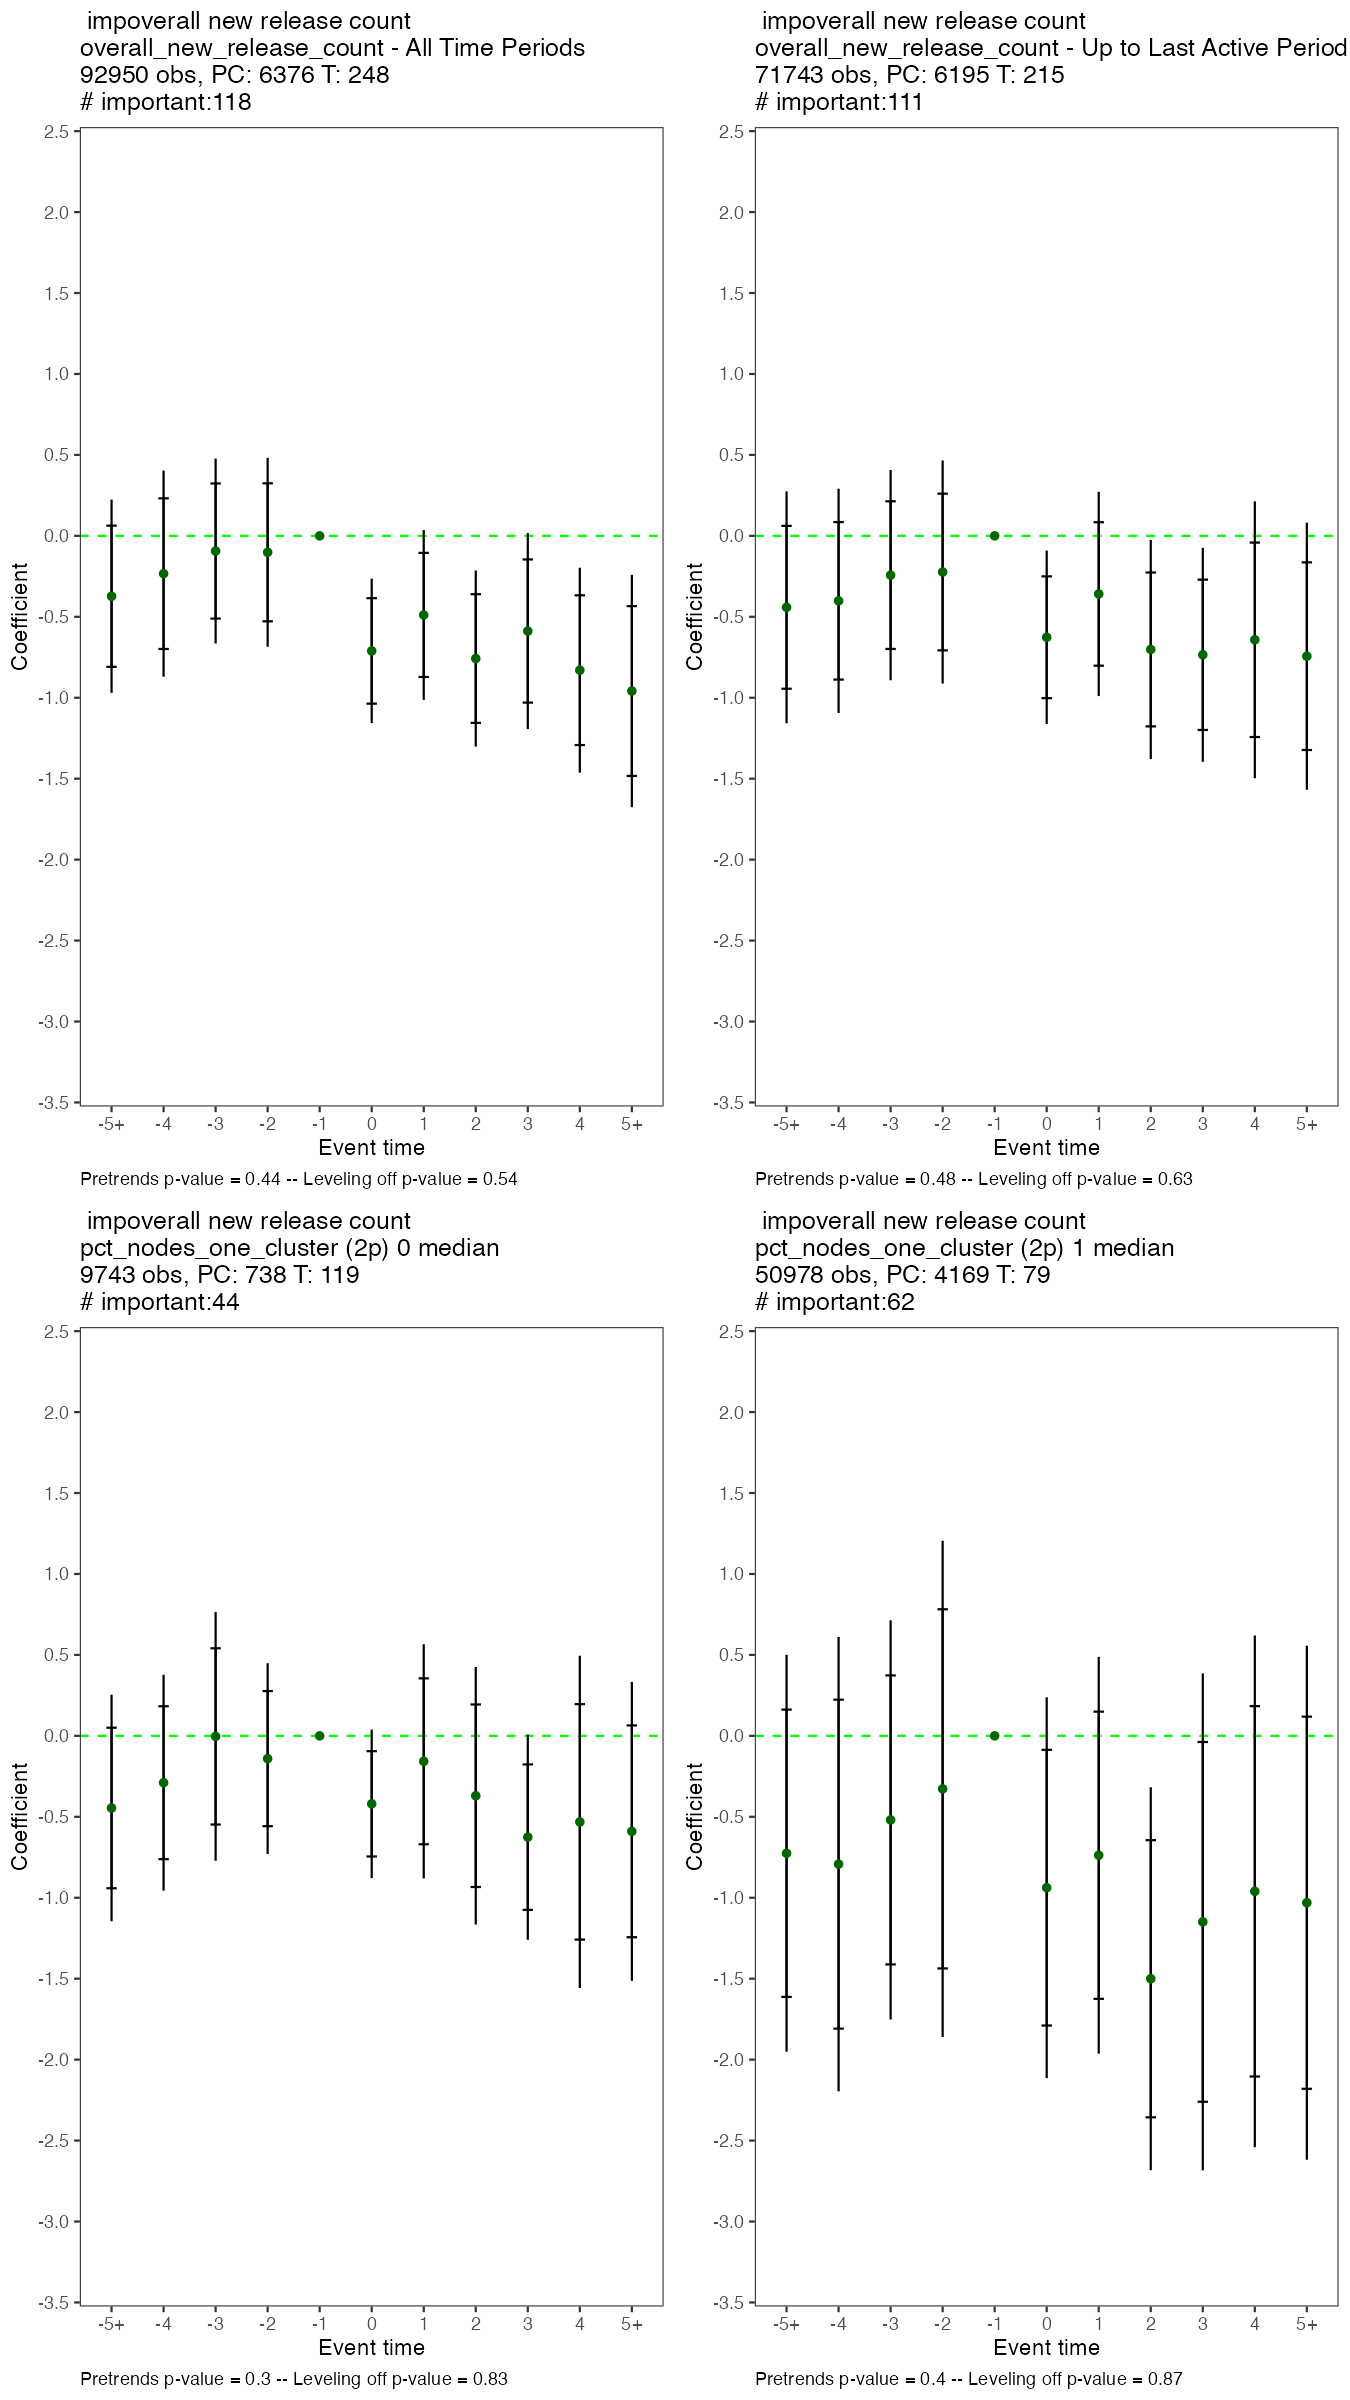 impoverall new release count
overall_new_release_count - All Time Periods
92950 obs, PC: 6376 T: 248
# important:118
2.5
2.0
1.5
1.0
0.5
0.0
-0.5
-1.0
-1.5
-2.0
-2.5
-3.0
-3.5
Coefficient
-5+ -4 -3 -2 -1 0 1 2 3 4 5+
Event time
Pretrends p-value = 0.44 -- Leveling off p-value = 0.54
impoverall new release count
overall_new_release_count - Up to Last Active Period
71743 obs, PC: 6195 T: 215
# important:111
2.5
2.0
1.5
1.0
0.5
0.0
-0.5
-1.0
-1.5
-2.0
-2.5
-3.0
-3.5
Coefficient
-5+ -4 -3 -2 -1 0 1 2 3 4 5+
Event time
Pretrends p-value = 0.48 -- Leveling off p-value = 0.63
impoverall new release count
pct_nodes_one_cluster (2p) 0 median
9743 obs, PC: 738 T: 119
# important:44
2.5
2.0
1.5
1.0
0.5
0.0
-0.5
-1.0
-1.5
-2.0
-2.5
-3.0
-3.5
Coefficient
-5+ -4 -3 -2 -1 0 1 2 3 4 5+
Event time
Pretrends p-value = 0.3 -- Leveling off p-value = 0.83
impoverall new release count
pct_nodes_one_cluster (2p) 1 median
50978 obs, PC: 4169 T: 79
# important:62
2.5
2.0
1.5
1.0
0.5
0.0
-0.5
-1.0
-1.5
-2.0
-2.5
-3.0
-3.5
Coefficient
-5+ -4 -3 -2 -1 0 1 2 3 4 5+
Event time
Pretrends p-value = 0.4 -- Leveling off p-value = 0.87